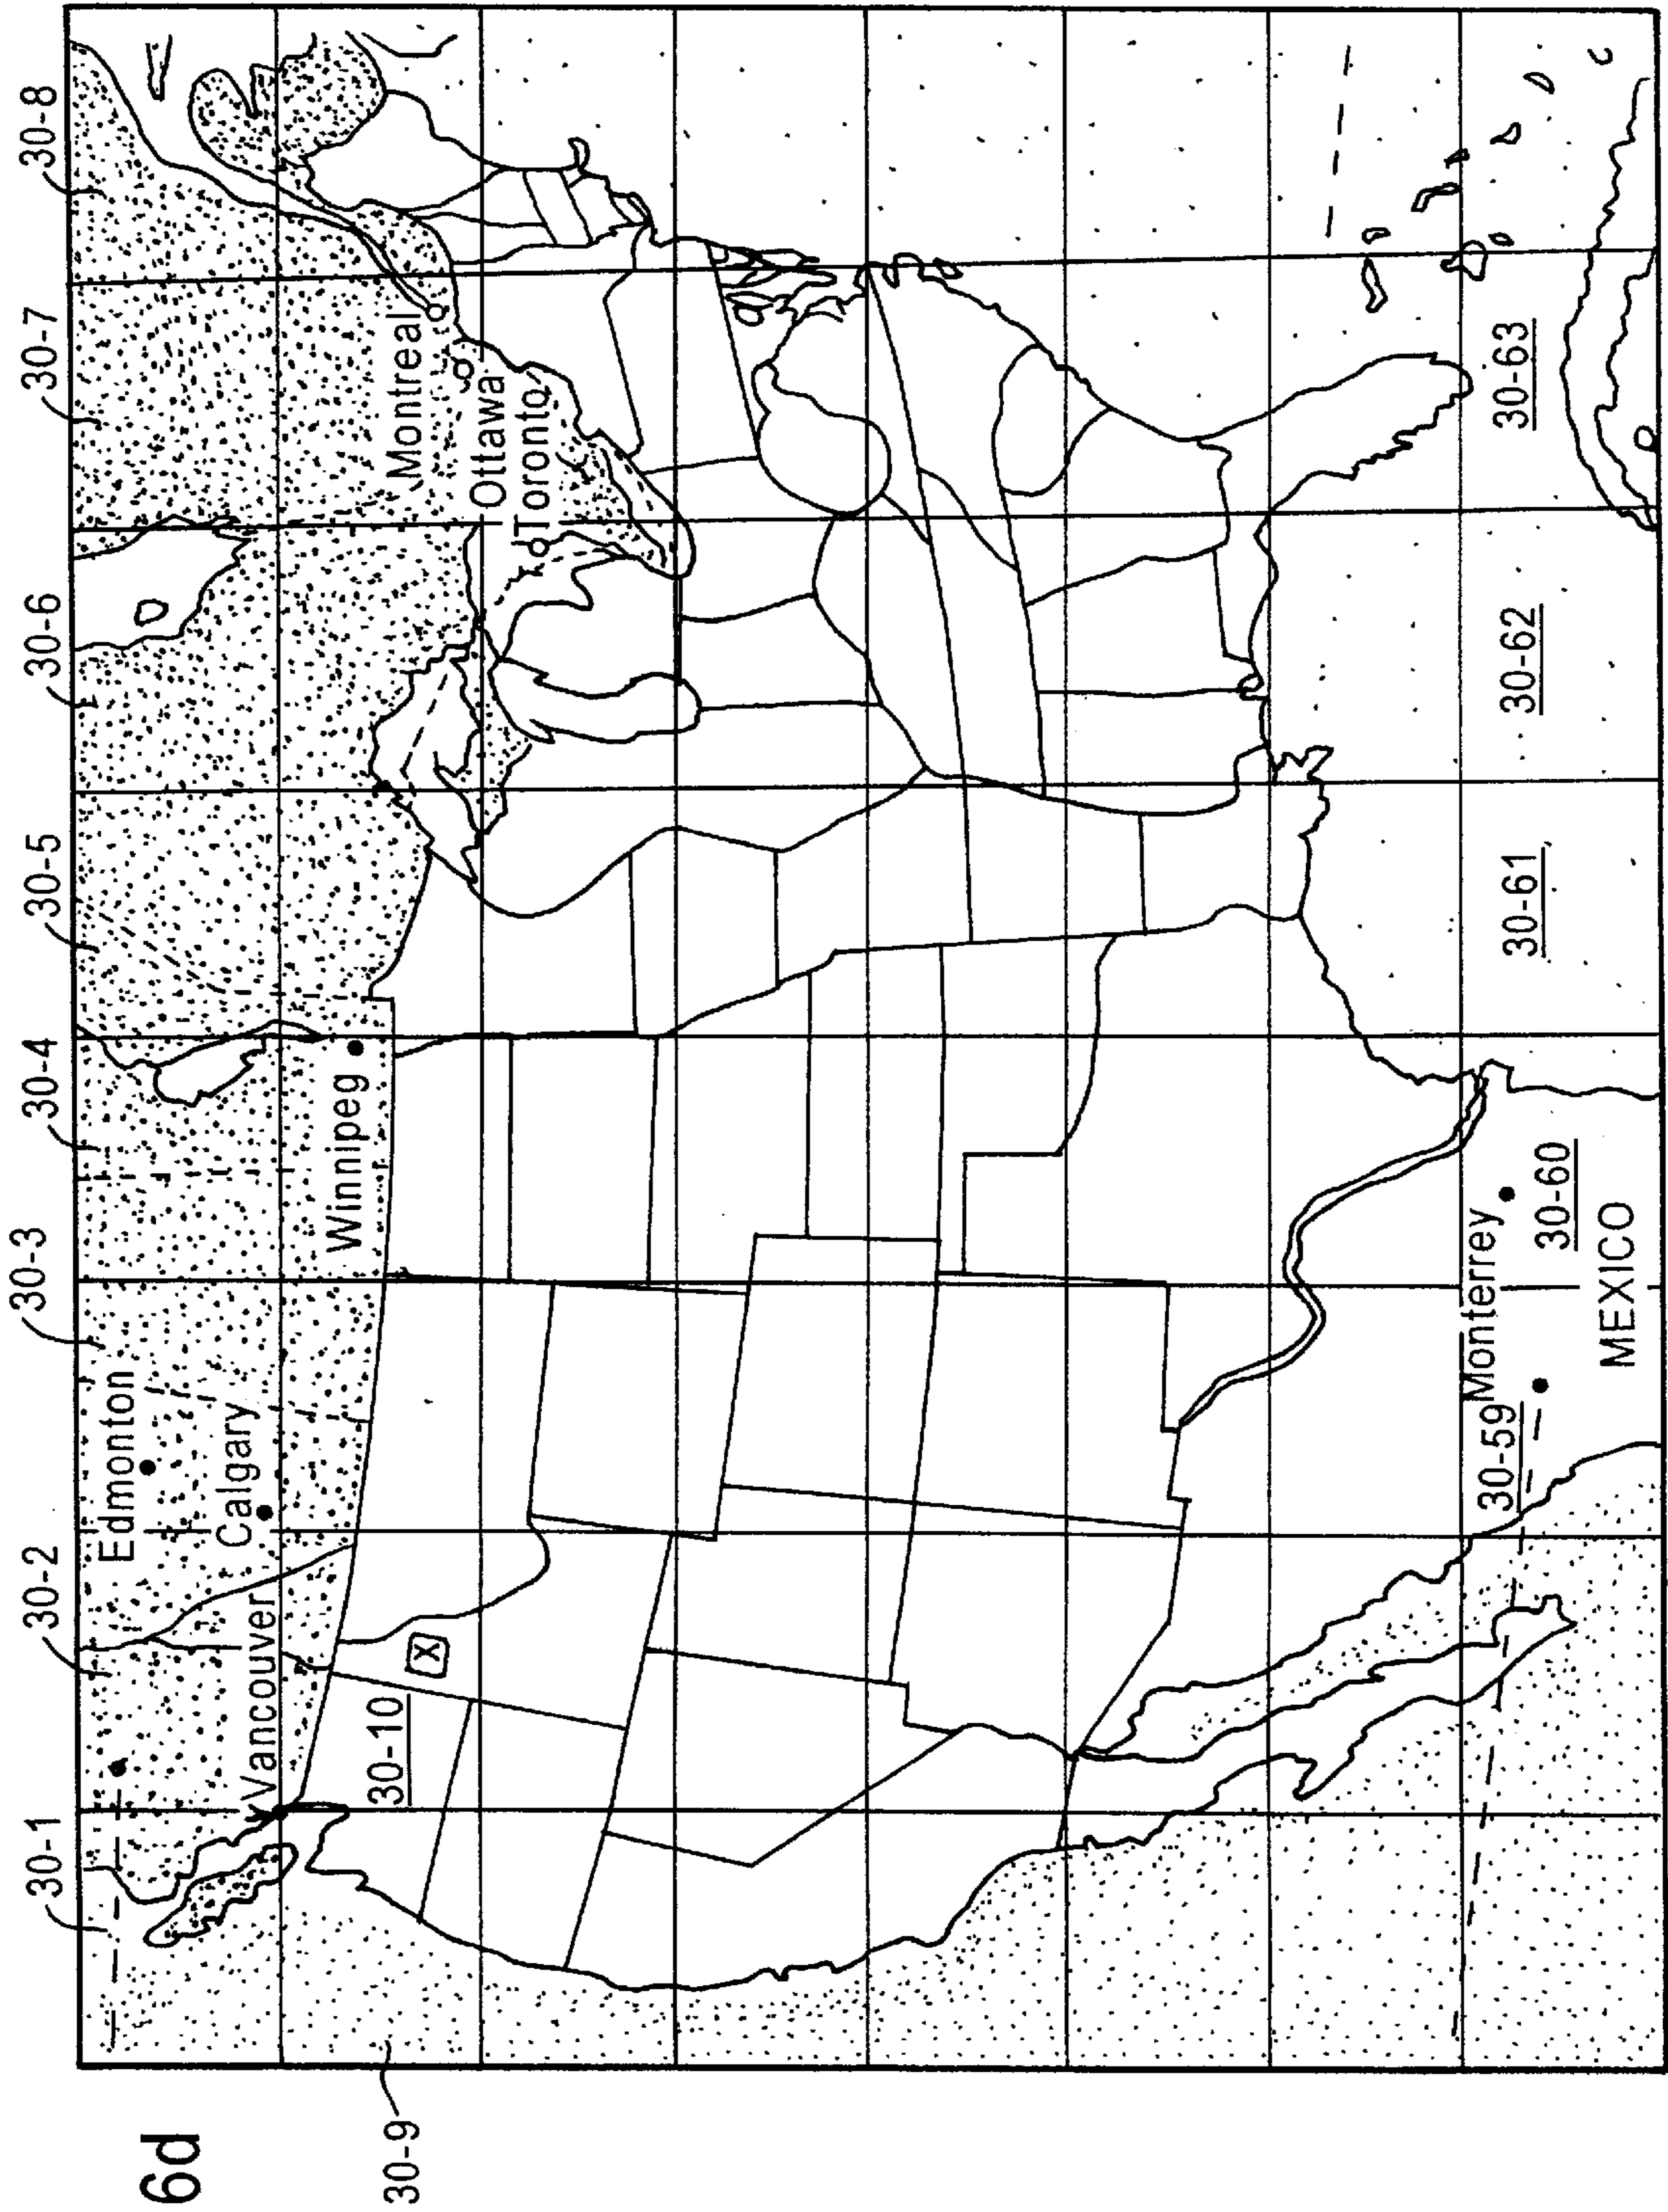 6d
30-1
30-2
30-3
30-4
30-5
30-6
30-7
30-8
Edmonton
Calgary
Vancouver
Winnipeg
Montreal
Ottawa
Toronto
30-9
30-10
X
30-59
Monterrey
30-60
MEXICO
30-61
30-62
30-63